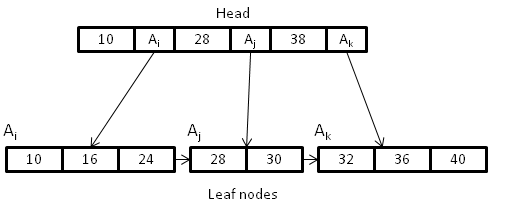 Head
10 Ai 28 Aj 38 Ak
Ai Aj Ak
10 16 24 28 30 32 36 40
Leaf nodes